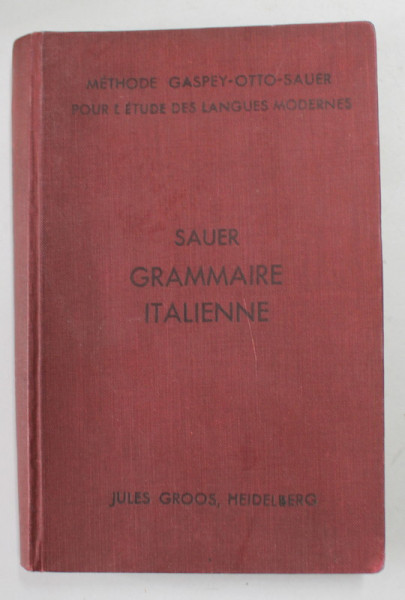 MÉTHODE GASPEY-OTTO-SAUER
POUR L'ÉTUDE DES LANGUES MODERNES
SAUER
GRAMMAIRE
ITALIENNE
JULES GROOS, HEIDELBERG